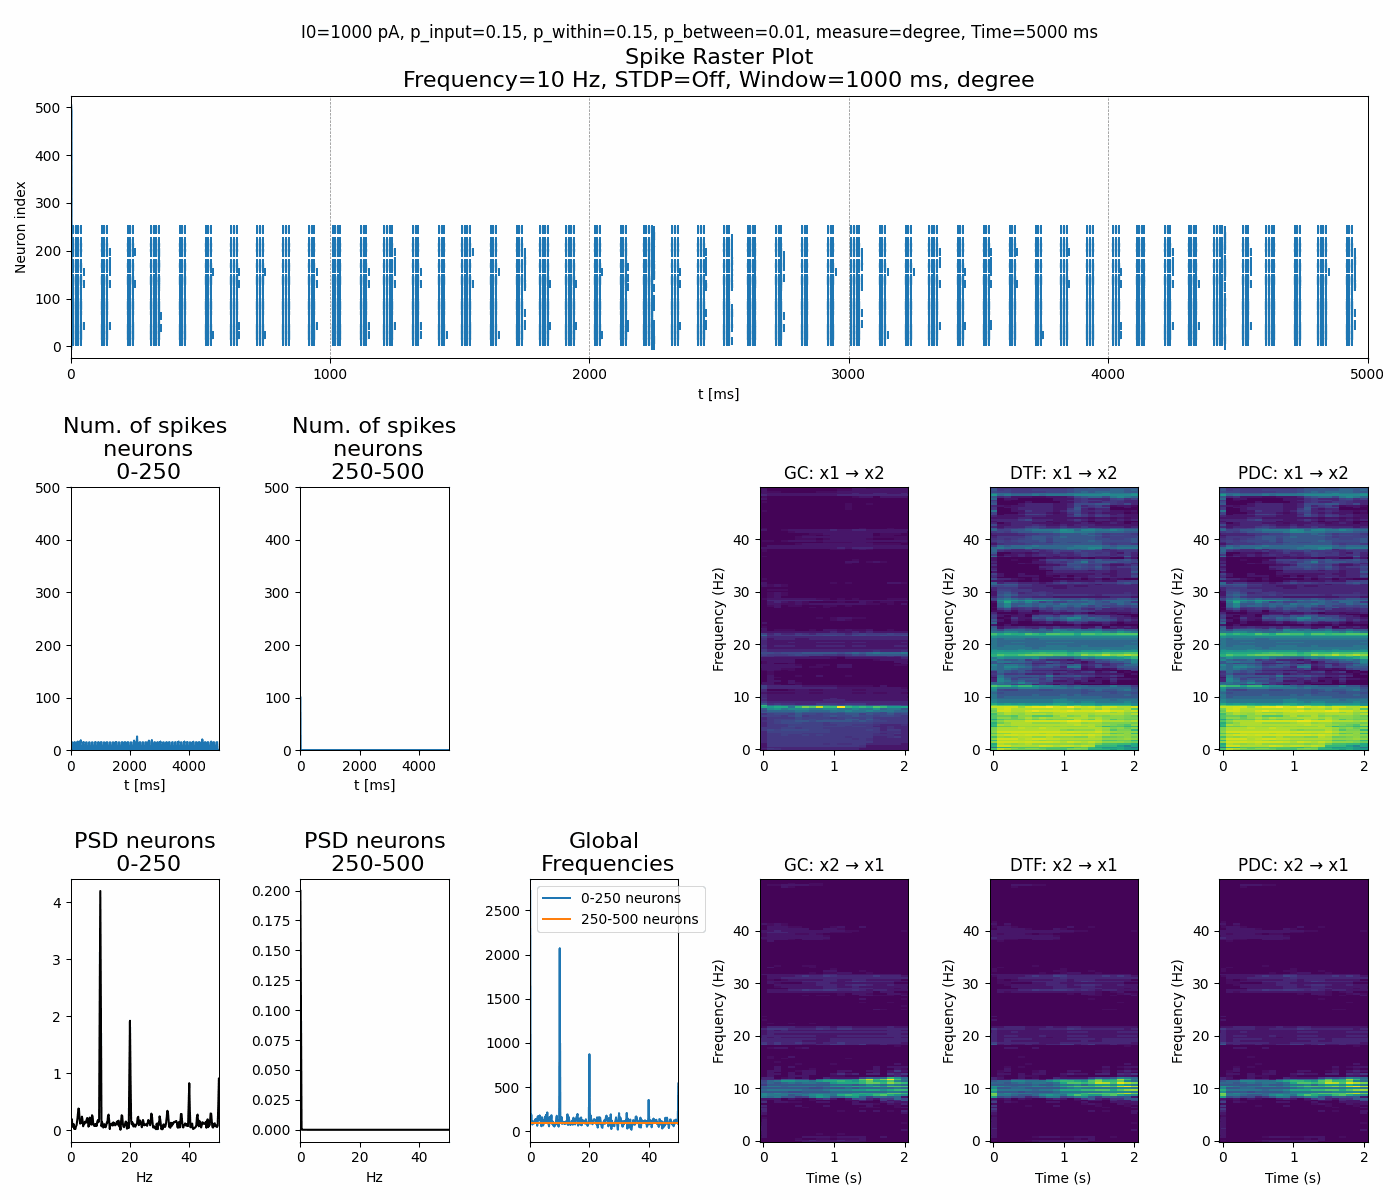 I0=1000 pA, p_input=0.15, p_within=0.15, p_between=0.01, measure=degree, Time=5000 ms
Spike Raster Plot
Frequency=10 Hz, STDP=Off, Window=1000 ms, degree
500
400
300
200
100
0
Neuron index
0 1000 2000 3000 4000 5000
t [ms]
Num. of spikes
neurons
0-250
500
400
300
200
100
0
0 2000 4000
t [ms]
Num. of spikes
neurons
250-500
500
400
300
200
100
0
0 2000 4000
t [ms]
GC: x1 → x2
Frequency (Hz)
40
30
20
10
0
0 1 2
DTF: x1 → x2
Frequency (Hz)
40
30
20
10
0
0 1 2
PDC: x1 → x2
Frequency (Hz)
40
30
20
10
0
0 1 2
PSD neurons
0-250
4
3
2
1
0
0 20 40
Hz
PSD neurons
250-500
0.200
0.175
0.150
0.125
0.100
0.075
0.050
0.025
0.000
0 20 40
Hz
Global
Frequencies
0-250 neurons
250-500 neurons
2500
2000
1500
1000
500
0
0 20 40
GC: x2 → x1
Frequency (Hz)
40
30
20
10
0
0 1 2
Time (s)
DTF: x2 → x1
Frequency (Hz)
40
30
20
10
0
0 1 2
Time (s)
PDC: x2 → x1
Frequency (Hz)
40
30
20
10
0
0 1 2
Time (s)